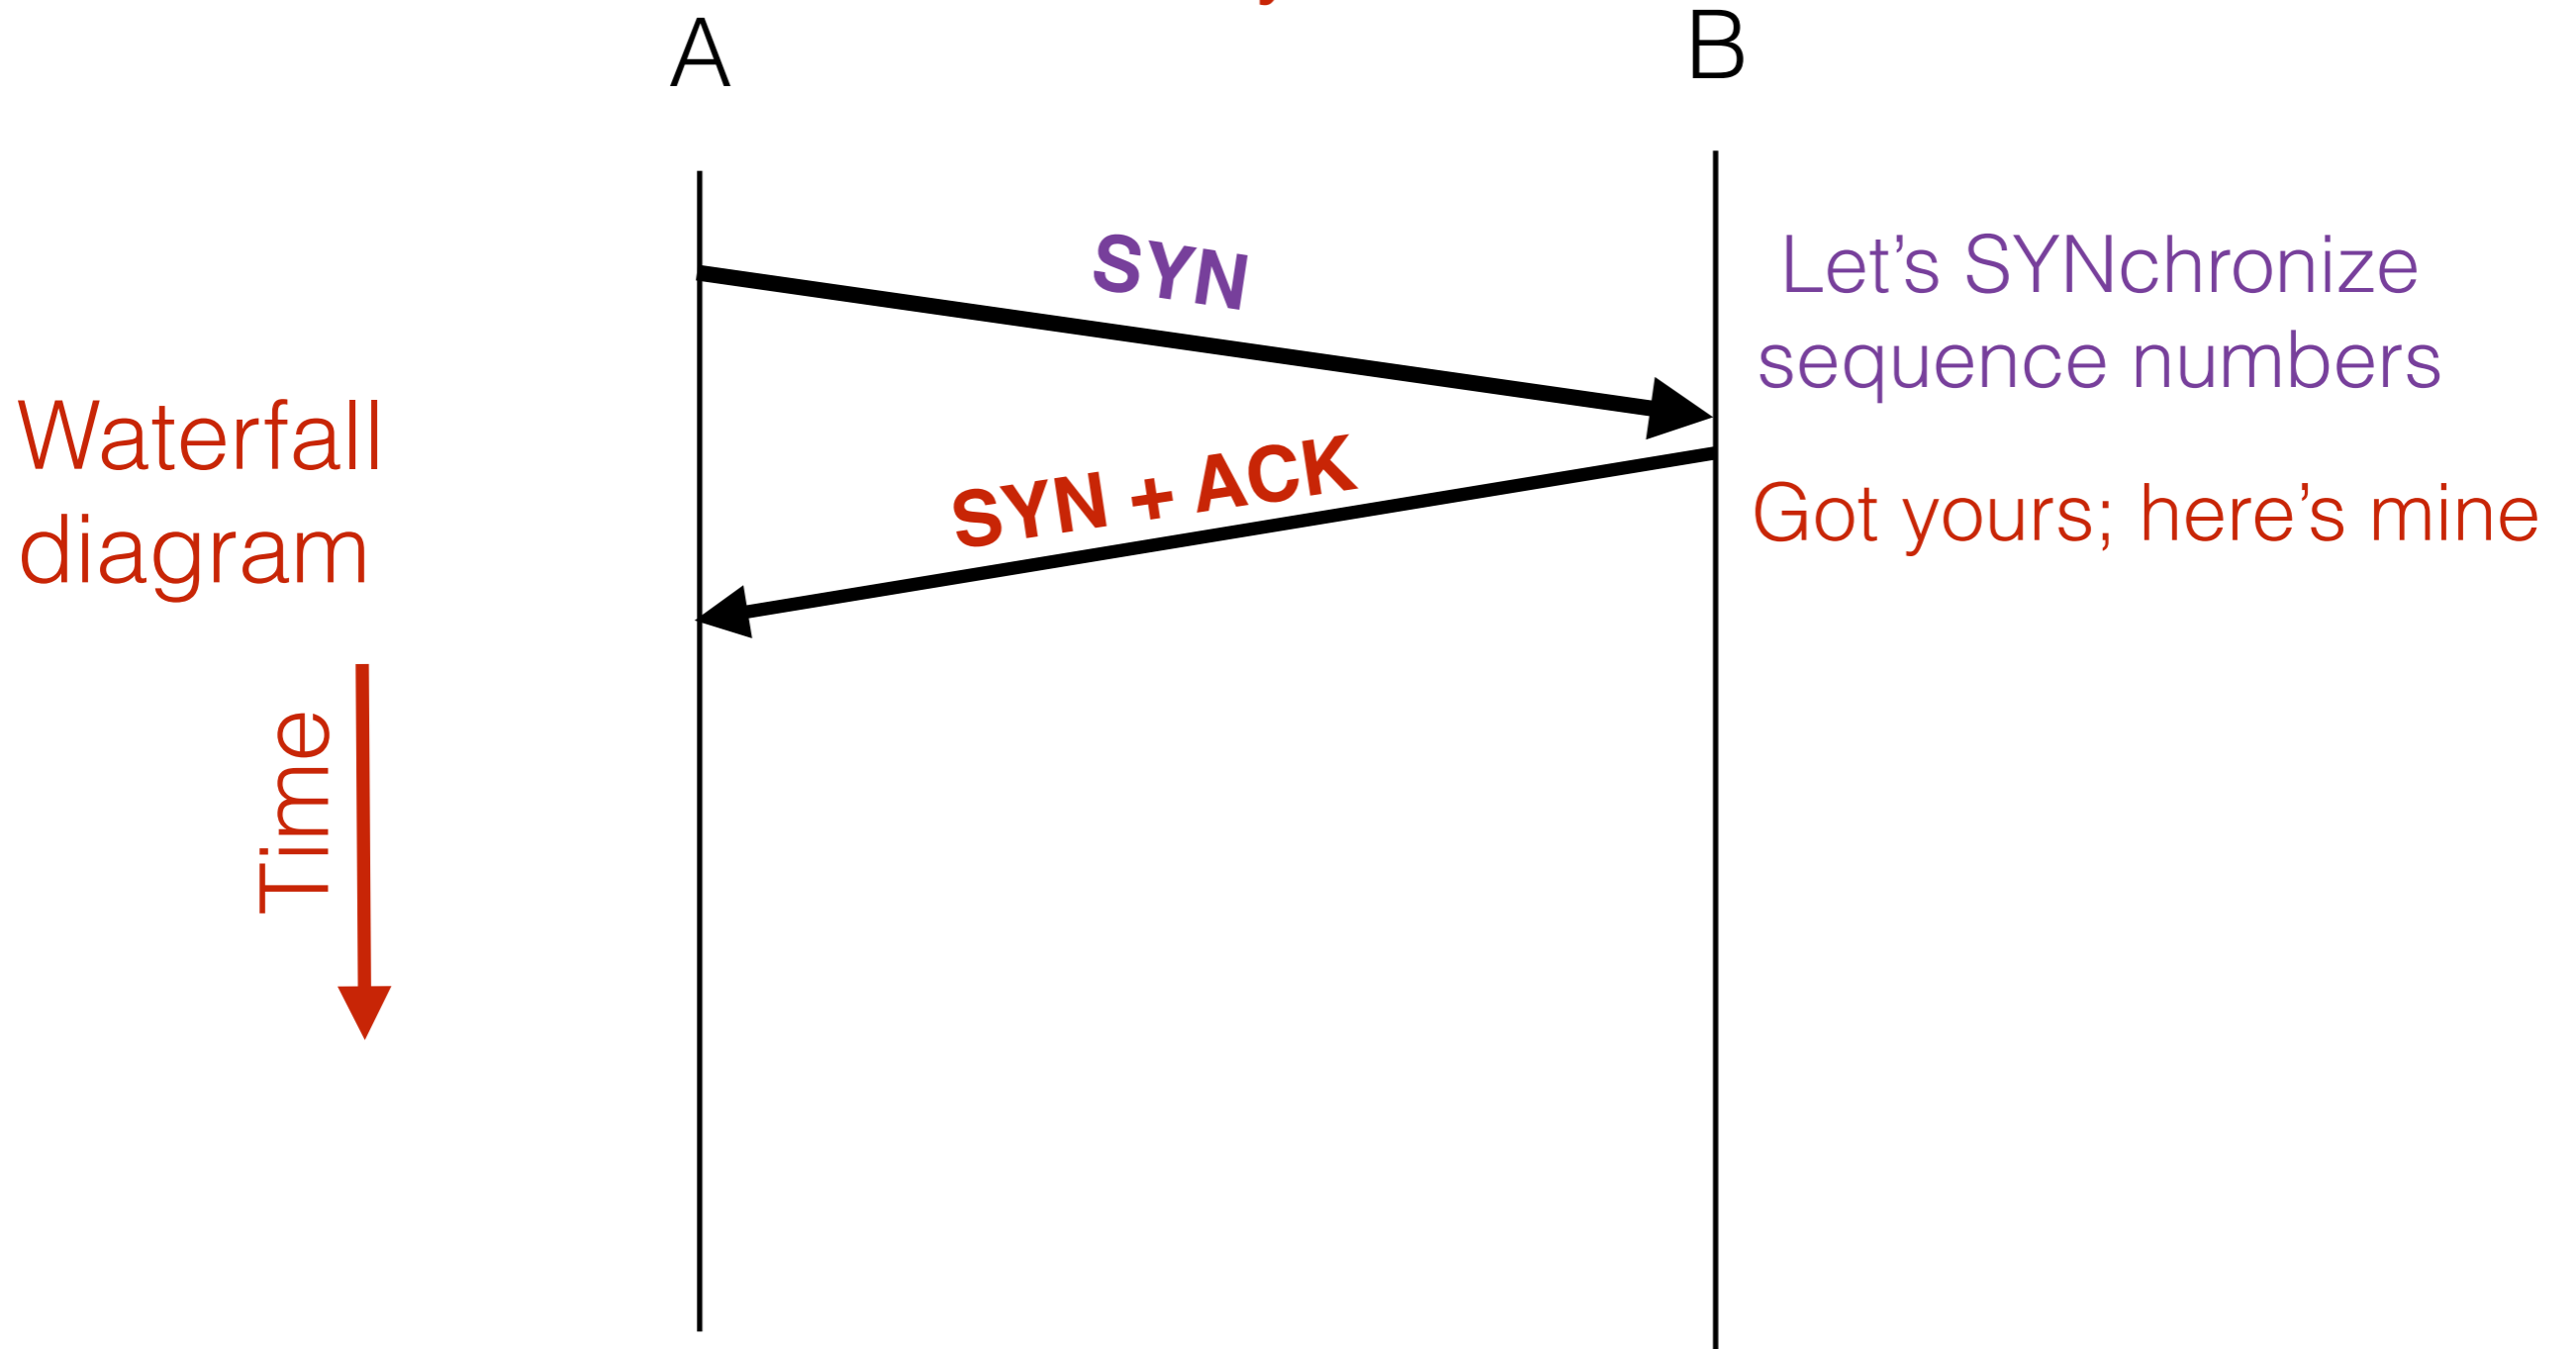 A
B
SYN
Let's SYNchronize
sequence numbers
Waterfall
diagram
SYN + ACK
Got yours; here's mine
Time